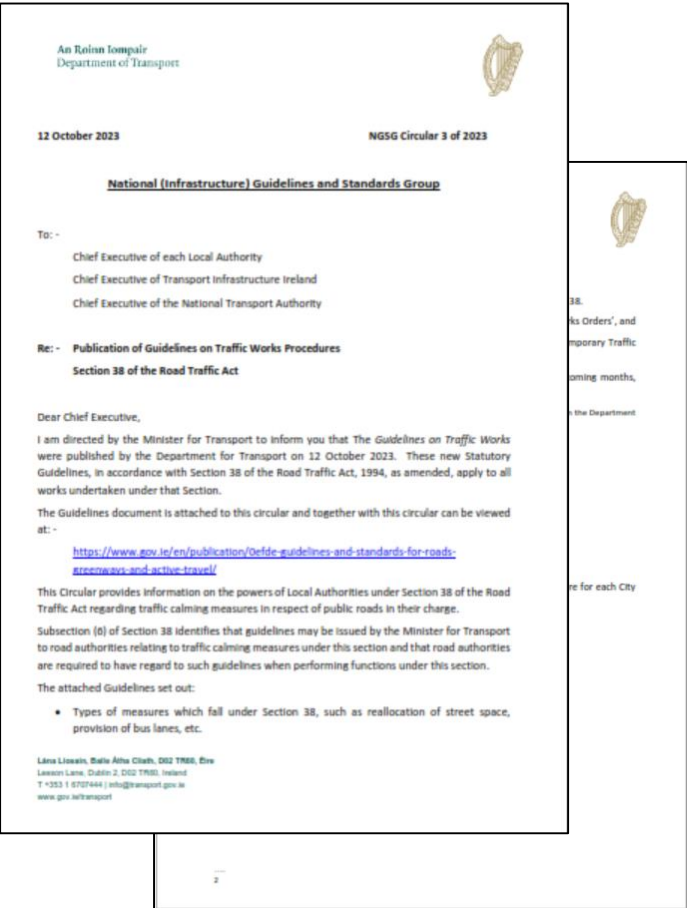 An Roinn Iompair
Department of Transport
12 October 2023 NGSG Circular 3 of 2023
National (Infrastructure) Guidelines and Standards Group
To: -
Chief Executive of each Local Authority
Chief Executive of Transport Infrastructure Ireland
Chief Executive of the National Transport Authority
Re: - Publication of Guidelines on Traffic Works Procedures
Section 38 of the Road Traffic Act
Dear Chief Executive,
I am directed by the Minister for Transport to inform you that The Guidelines on Traffic Works
were published by the Department for Transport on 12 October 2023. These new Statutory
Guidelines, in accordance with Section 38 of the Road Traffic Act, 1994, as amended, apply to all
works undertaken under that Section.
The Guidelines document is attached to this circular and together with this circular can be viewed
at: -
https://www.gov.ie/en/publication/0efde-guidelines-and-standards-for-roads-
greenways-and-active-travel/
This Circular provides information on the powers of Local Authorities under Section 38 of the Road
Traffic Act regarding traffic calming measures in respect of public roads in their charge.
Subsection (6) of Section 38 identifies that guidelines may be issued by the Minister for Transport
to road authorities relating to traffic calming measures under this section and that road authorities
are required to have regard to such guidelines when performing functions under this section.
The attached Guidelines set out:
• Types of measures which fall under Section 38, such as reallocation of street space,
provision of bus lanes, etc.
Lána Líosain, Baile Átha Cliath, D02 TR60, Éire
Leeson Lane, Dublin 2, D02 TR60, Ireland
T +353 1 6707444 | info@transport.gov.ie
www.gov.ie/transport
38.
ks Orders', and
mporary Traffic
oming months,
n the Department
re for each City
2